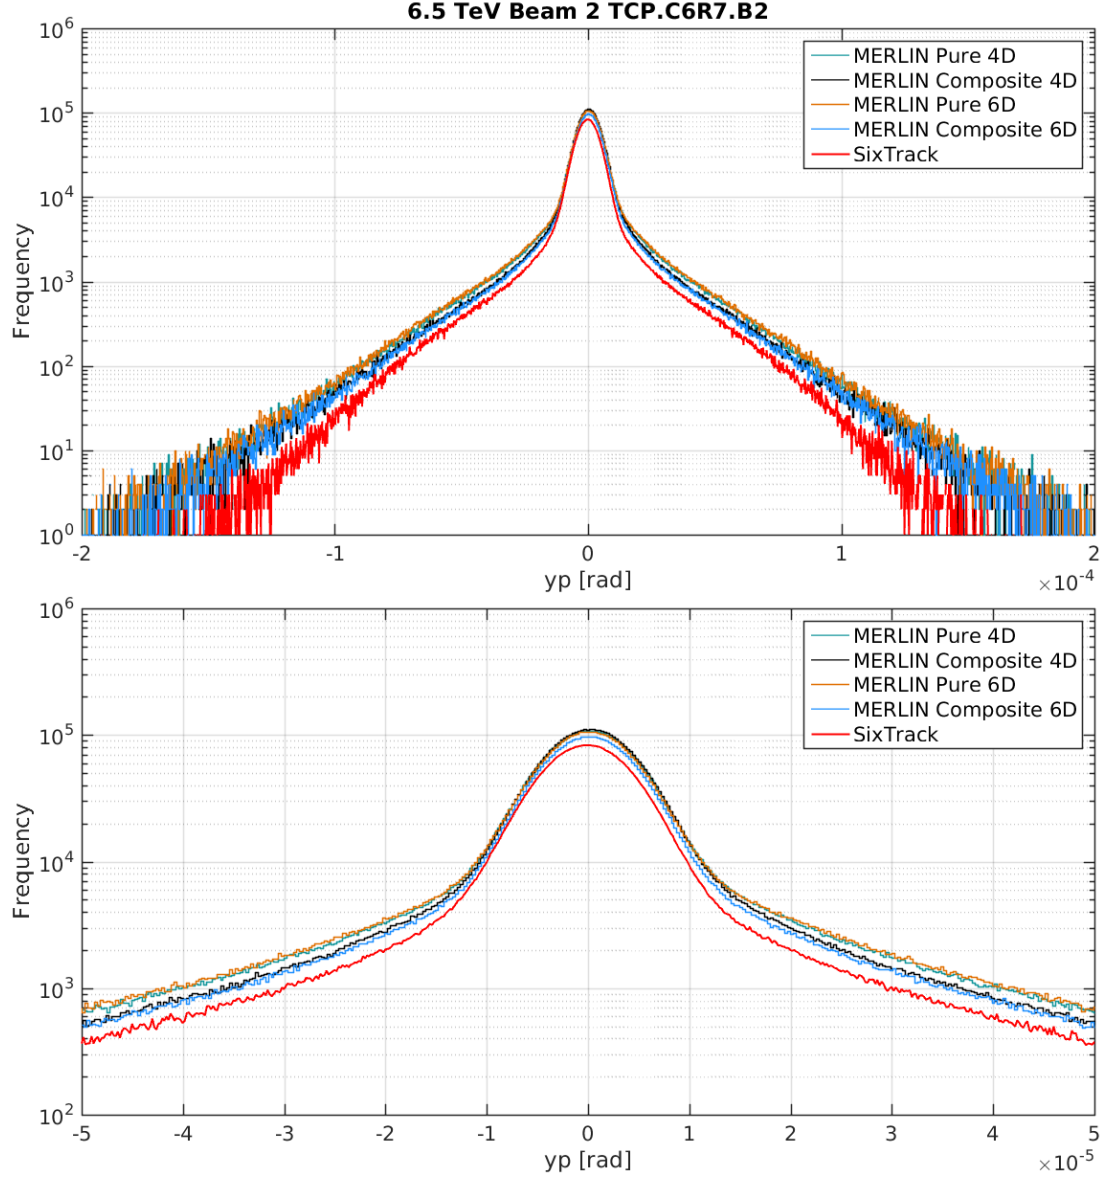 6.5 TeV Beam 2 TCP.C6R7.B2
10^6
10^5
10^4
10^3
10^2
10^1
10^0
Frequency
MERLIN Pure 4D
MERLIN Composite 4D
MERLIN Pure 6D
MERLIN Composite 6D
SixTrack
-2 -1 0 1 2
yp [rad]
×10^-4
10^6
10^5
10^4
10^3
10^2
Frequency
MERLIN Pure 4D
MERLIN Composite 4D
MERLIN Pure 6D
MERLIN Composite 6D
SixTrack
-5 -4 -3 -2 -1 0 1 2 3 4 5
yp [rad]
×10^-5